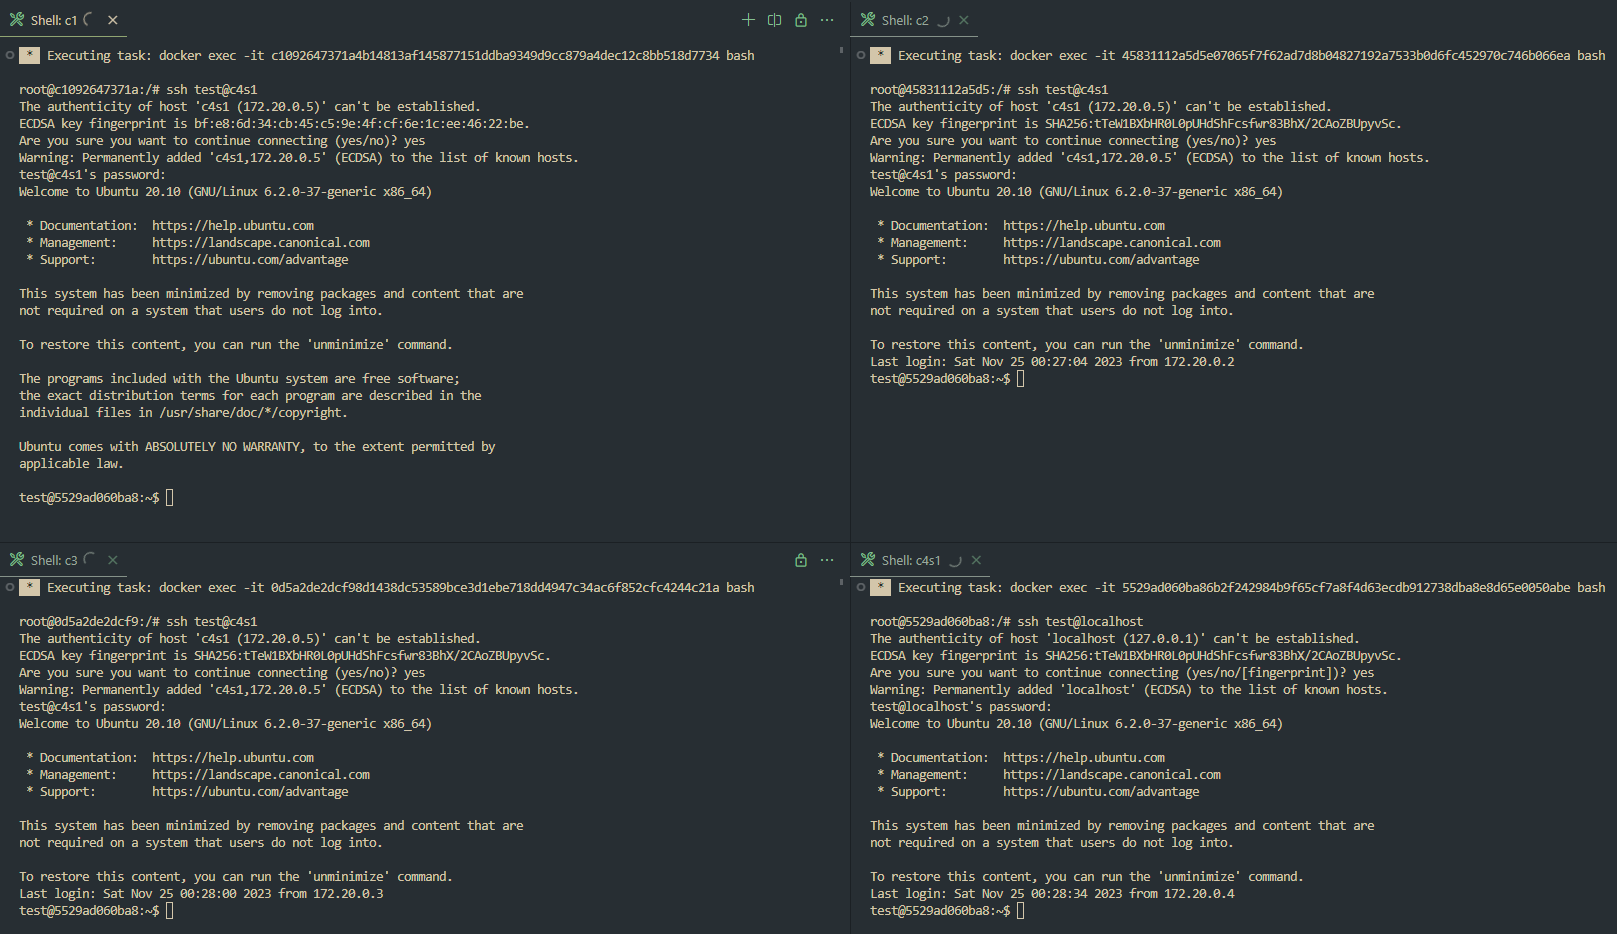 Shell: c1
* Executing task: docker exec -it c1092647371a4b14813af145877151ddba9349d9cc879a4dec12c8bb518d7734 bash
root@c1092647371a:/# ssh test@c4s1
The authenticity of host 'c4s1 (172.20.0.5)' can't be established.
ECDSA key fingerprint is bf:e8:6d:34:cb:45:c5:9e:4f:cf:6e:1c:ee:46:22:be.
Are you sure you want to continue connecting (yes/no)? yes
Warning: Permanently added 'c4s1,172.20.0.5' (ECDSA) to the list of known hosts.
test@c4s1's password:
Welcome to Ubuntu 20.10 (GNU/Linux 6.2.0-37-generic x86_64)
* Documentation:  https://help.ubuntu.com
* Management:     https://landscape.canonical.com
* Support:        https://ubuntu.com/advantage
This system has been minimized by removing packages and content that are
not required on a system that users do not log into.
To restore this content, you can run the 'unminimize' command.
The programs included with the Ubuntu system are free software;
the exact distribution terms for each program are described in the
individual files in /usr/share/doc/*/copyright.
Ubuntu comes with ABSOLUTELY NO WARRANTY, to the extent permitted by
applicable law.
test@5529ad060ba8:~$
Shell: c2
* Executing task: docker exec -it 45831112a5d5e07065f7f62ad7d8b04827192a7533b0d6fc452970c746b066ea bash
root@45831112a5d5:/# ssh test@c4s1
The authenticity of host 'c4s1 (172.20.0.5)' can't be established.
ECDSA key fingerprint is SHA256:tTeW1BXbHR0L0pUHdShFcsfwr83BhX/2CAoZBUpyvSc.
Are you sure you want to continue connecting (yes/no)? yes
Warning: Permanently added 'c4s1,172.20.0.5' (ECDSA) to the list of known hosts.
test@c4s1's password:
Welcome to Ubuntu 20.10 (GNU/Linux 6.2.0-37-generic x86_64)
* Documentation:  https://help.ubuntu.com
* Management:     https://landscape.canonical.com
* Support:        https://ubuntu.com/advantage
This system has been minimized by removing packages and content that are
not required on a system that users do not log into.
To restore this content, you can run the 'unminimize' command.
Last login: Sat Nov 25 00:27:04 2023 from 172.20.0.2
test@5529ad060ba8:~$
Shell: c3
* Executing task: docker exec -it 0d5a2de2dcf98d1438dc53589bce3d1ebe718dd4947c34ac6f852cfc4244c21a bash
root@0d5a2de2dcf9:/# ssh test@c4s1
The authenticity of host 'c4s1 (172.20.0.5)' can't be established.
ECDSA key fingerprint is SHA256:tTeW1BXbHR0L0pUHdShFcsfwr83BhX/2CAoZBUpyvSc.
Are you sure you want to continue connecting (yes/no)? yes
Warning: Permanently added 'c4s1,172.20.0.5' (ECDSA) to the list of known hosts.
test@c4s1's password:
Welcome to Ubuntu 20.10 (GNU/Linux 6.2.0-37-generic x86_64)
* Documentation:  https://help.ubuntu.com
* Management:     https://landscape.canonical.com
* Support:        https://ubuntu.com/advantage
This system has been minimized by removing packages and content that are
not required on a system that users do not log into.
To restore this content, you can run the 'unminimize' command.
Last login: Sat Nov 25 00:28:00 2023 from 172.20.0.3
test@5529ad060ba8:~$
Shell: c4s1
* Executing task: docker exec -it 5529ad060ba86b2f242984b9f65cf7a8f4d63ecdb912738dba8e8d65e0050abe bash
root@5529ad060ba8:/# ssh test@localhost
The authenticity of host 'localhost (127.0.0.1)' can't be established.
ECDSA key fingerprint is SHA256:tTeW1BXbHR0L0pUHdShFcsfwr83BhX/2CAoZBUpyvSc.
Are you sure you want to continue connecting (yes/no/[fingerprint])? yes
Warning: Permanently added 'localhost' (ECDSA) to the list of known hosts.
test@localhost's password:
Welcome to Ubuntu 20.10 (GNU/Linux 6.2.0-37-generic x86_64)
* Documentation:  https://help.ubuntu.com
* Management:     https://landscape.canonical.com
* Support:        https://ubuntu.com/advantage
This system has been minimized by removing packages and content that are
not required on a system that users do not log into.
To restore this content, you can run the 'unminimize' command.
Last login: Sat Nov 25 00:28:34 2023 from 172.20.0.4
test@5529ad060ba8:~$